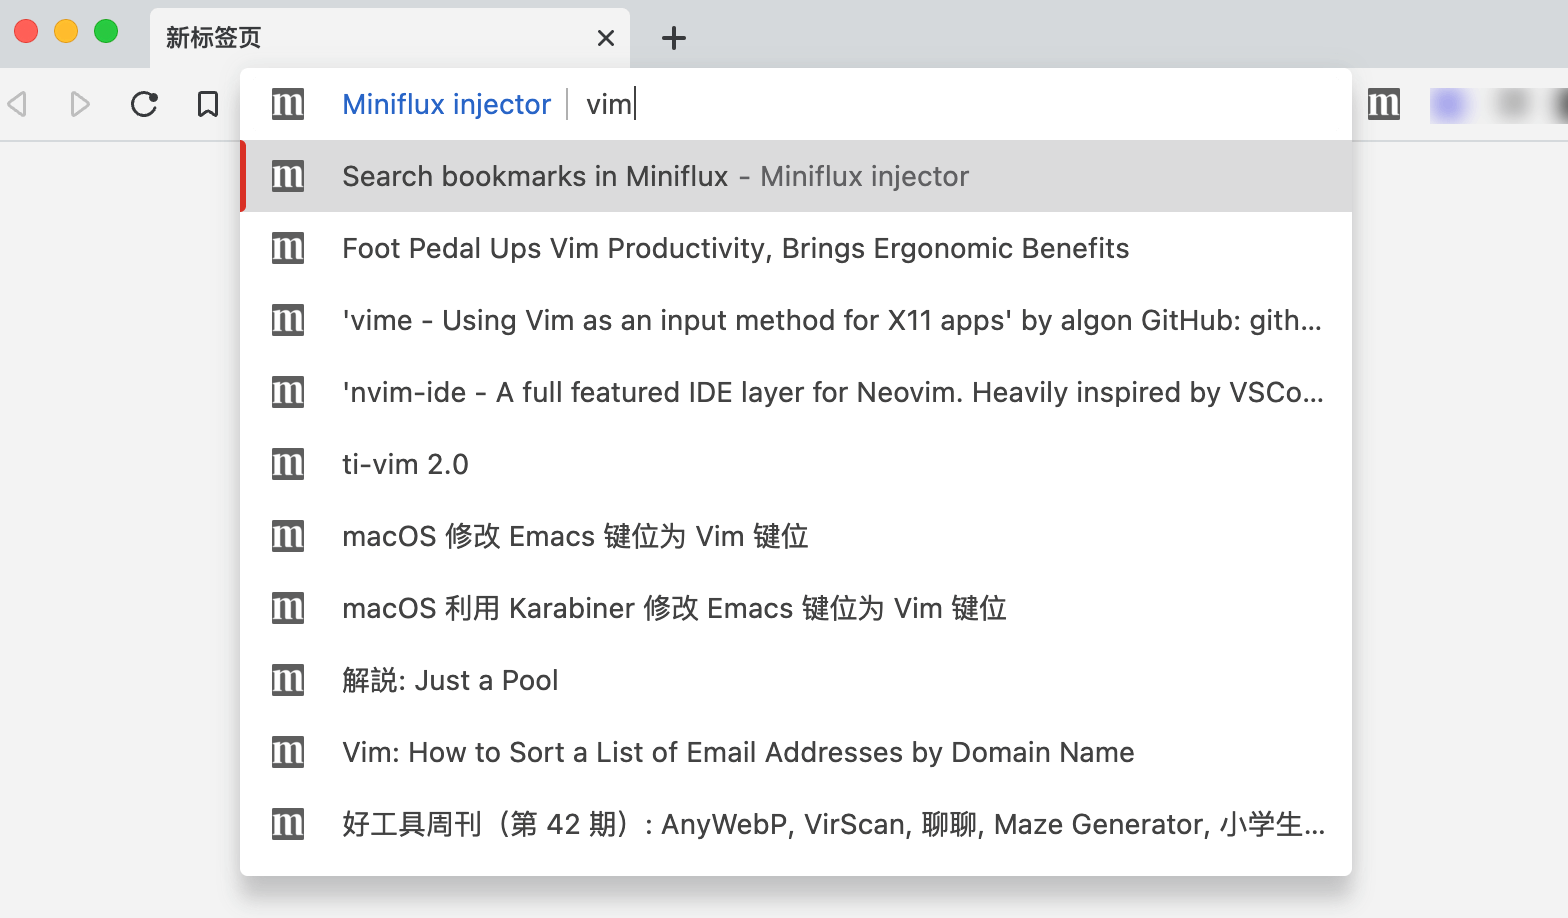 新标签页
Miniflux injector | vim
Search bookmarks in Miniflux - Miniflux injector
Foot Pedal Ups Vim Productivity, Brings Ergonomic Benefits
'vime - Using Vim as an input method for X11 apps' by algon GitHub: gith...
'nvim-ide - A full featured IDE layer for Neovim. Heavily inspired by VSCo...
ti-vim 2.0
macOS 修改 Emacs 键位为 Vim 键位
macOS 利用 Karabiner 修改 Emacs 键位为 Vim 键位
解説: Just a Pool
Vim: How to Sort a List of Email Addresses by Domain Name
好工具周刊（第 42 期）: AnyWebP, VirScan, 聊聊, Maze Generator, 小学生...